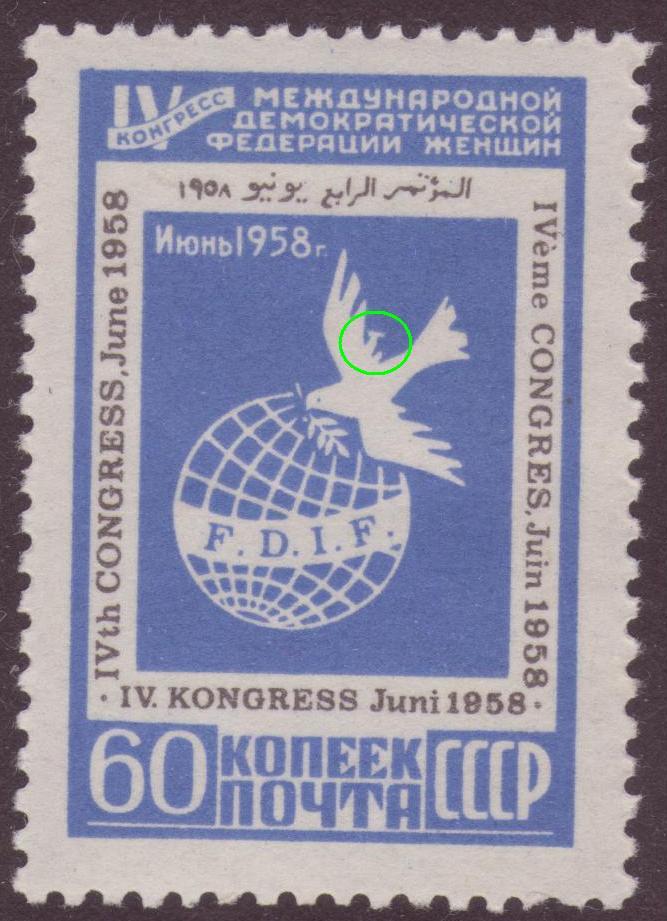 IV КОНГРЕСС
МЕЖДУНАРОДНОЙ
ДЕМОКРАТИЧЕСКОЙ
ФЕДЕРАЦИИ ЖЕНЩИН
المؤتمر الرابع يونيو ١٩٥٨
IVth CONGRESS, June 1958
IVème CONGRES, Juin 1958
Июнь 1958 г.
F. D. I. F.
· IV. KONGRESS Juni 1958 ·
60 КОПЕЕК
ПОЧТА
СССР